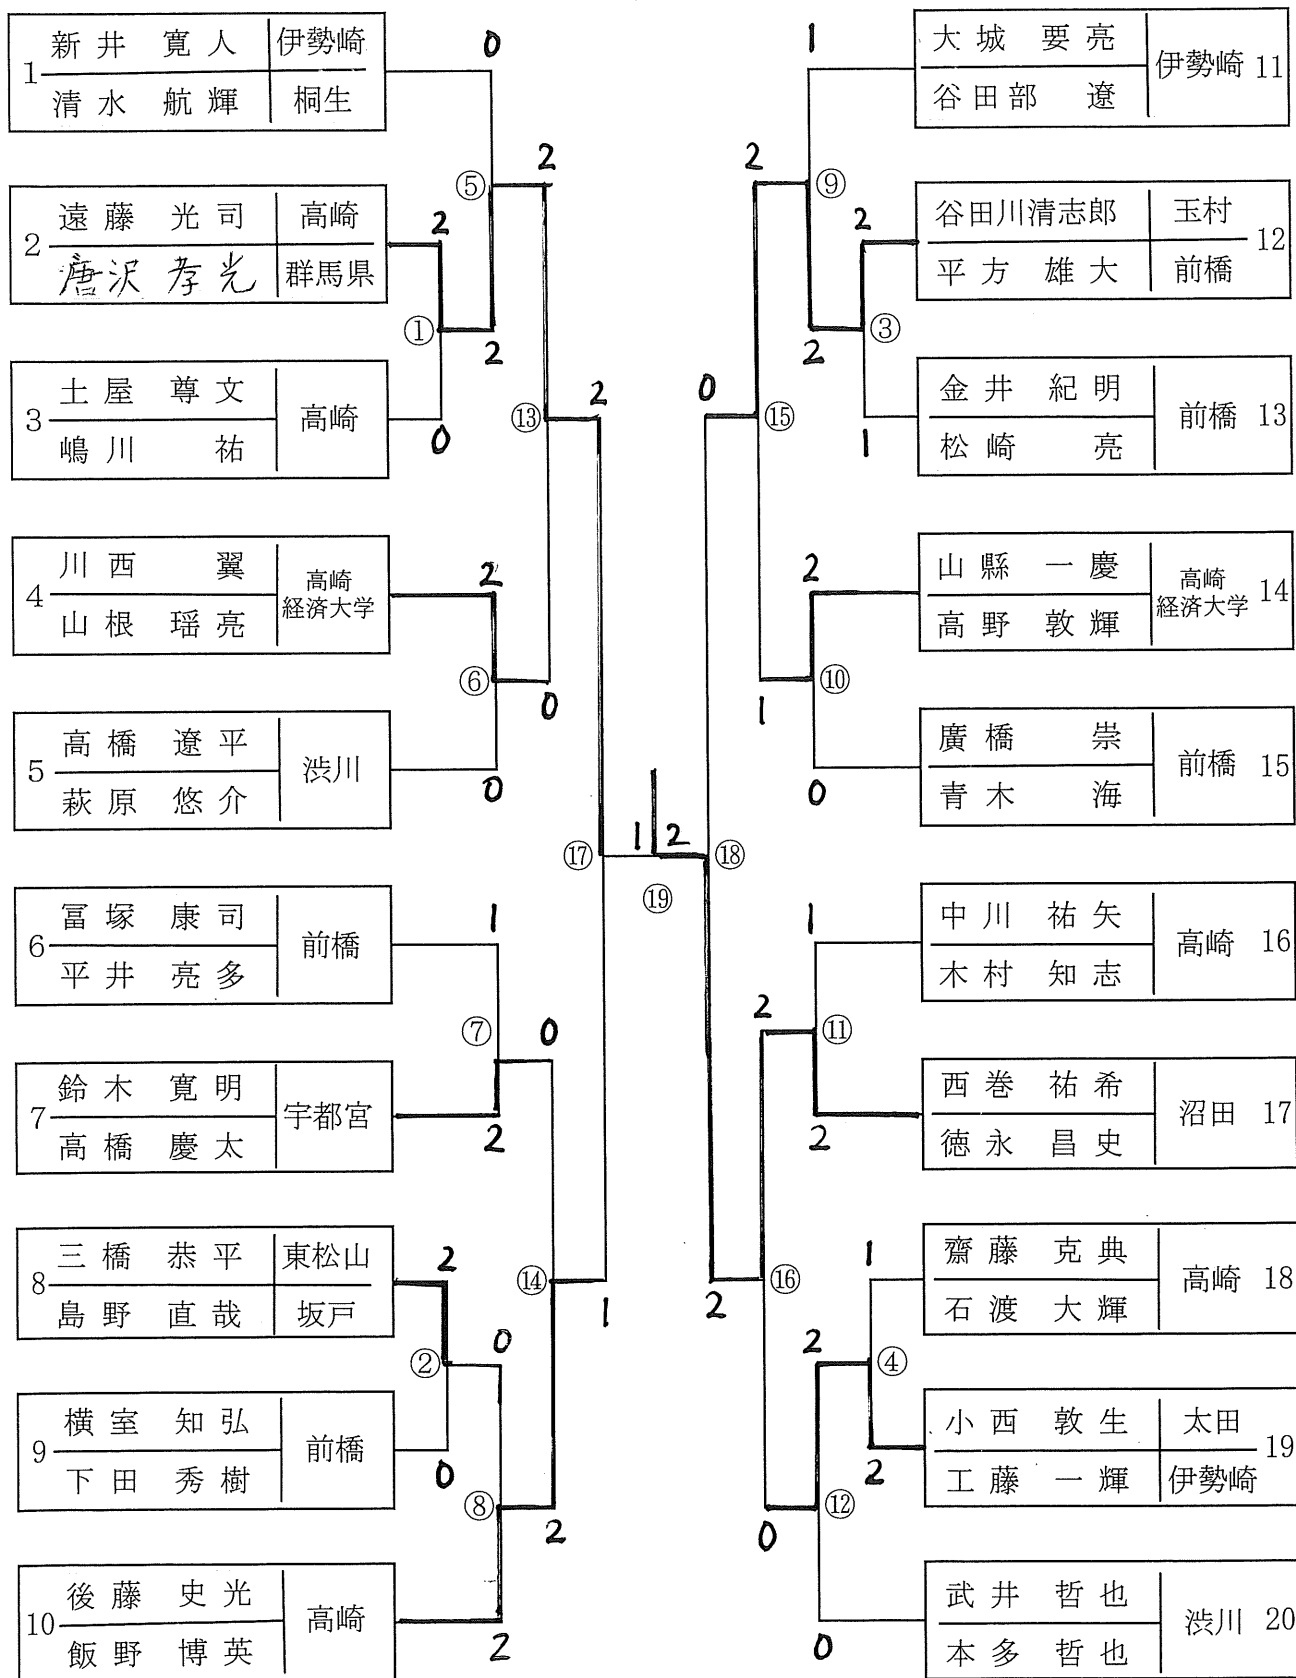 1 新井 寛人 伊勢崎
清水 航輝 桐生
2 遠藤 光司 高崎
唐沢 孝光 群馬県
3 土屋 尊文 高崎
嶋川 祐
4 川西 翼 高崎経済大学
山根 瑶亮
5 高橋 遼平 渋川
萩原 悠介
6 冨塚 康司 前橋
平井 亮多
7 鈴木 寛明 宇都宮
高橋 慶太
8 三橋 恭平 東松山
島野 直哉 坂戸
9 横室 知弘 前橋
下田 秀樹
10 後藤 史光 高崎
飯野 博英
0
2
⑤
2
①
2
0
⑬
2
2
⑥
0
0
⑰
1
1
⑦
0
2
2
⑭
1
②
0
0
⑧
2
2
⑲
1
2
⑨
2
2
③
0
⑮
1
2
1
⑩
0
2
⑱
1
2
⑪
2
2
⑯
1
2
④
2
0
⑫
0
大城 要亮 伊勢崎 11
谷田部 遼
谷田川清志郎 玉村 12
平方 雄大 前橋
金井 紀明 前橋 13
松崎 亮
山縣 一慶 高崎経済大学 14
高野 敦輝
廣橋 崇 前橋 15
青木 海
中川 祐矢 高崎 16
木村 知志
西巻 祐希 沼田 17
徳永 昌史
齋藤 克典 高崎 18
石渡 大輝
小西 敦生 太田 19
工藤 一輝 伊勢崎
武井 哲也 渋川 20
本多 哲也